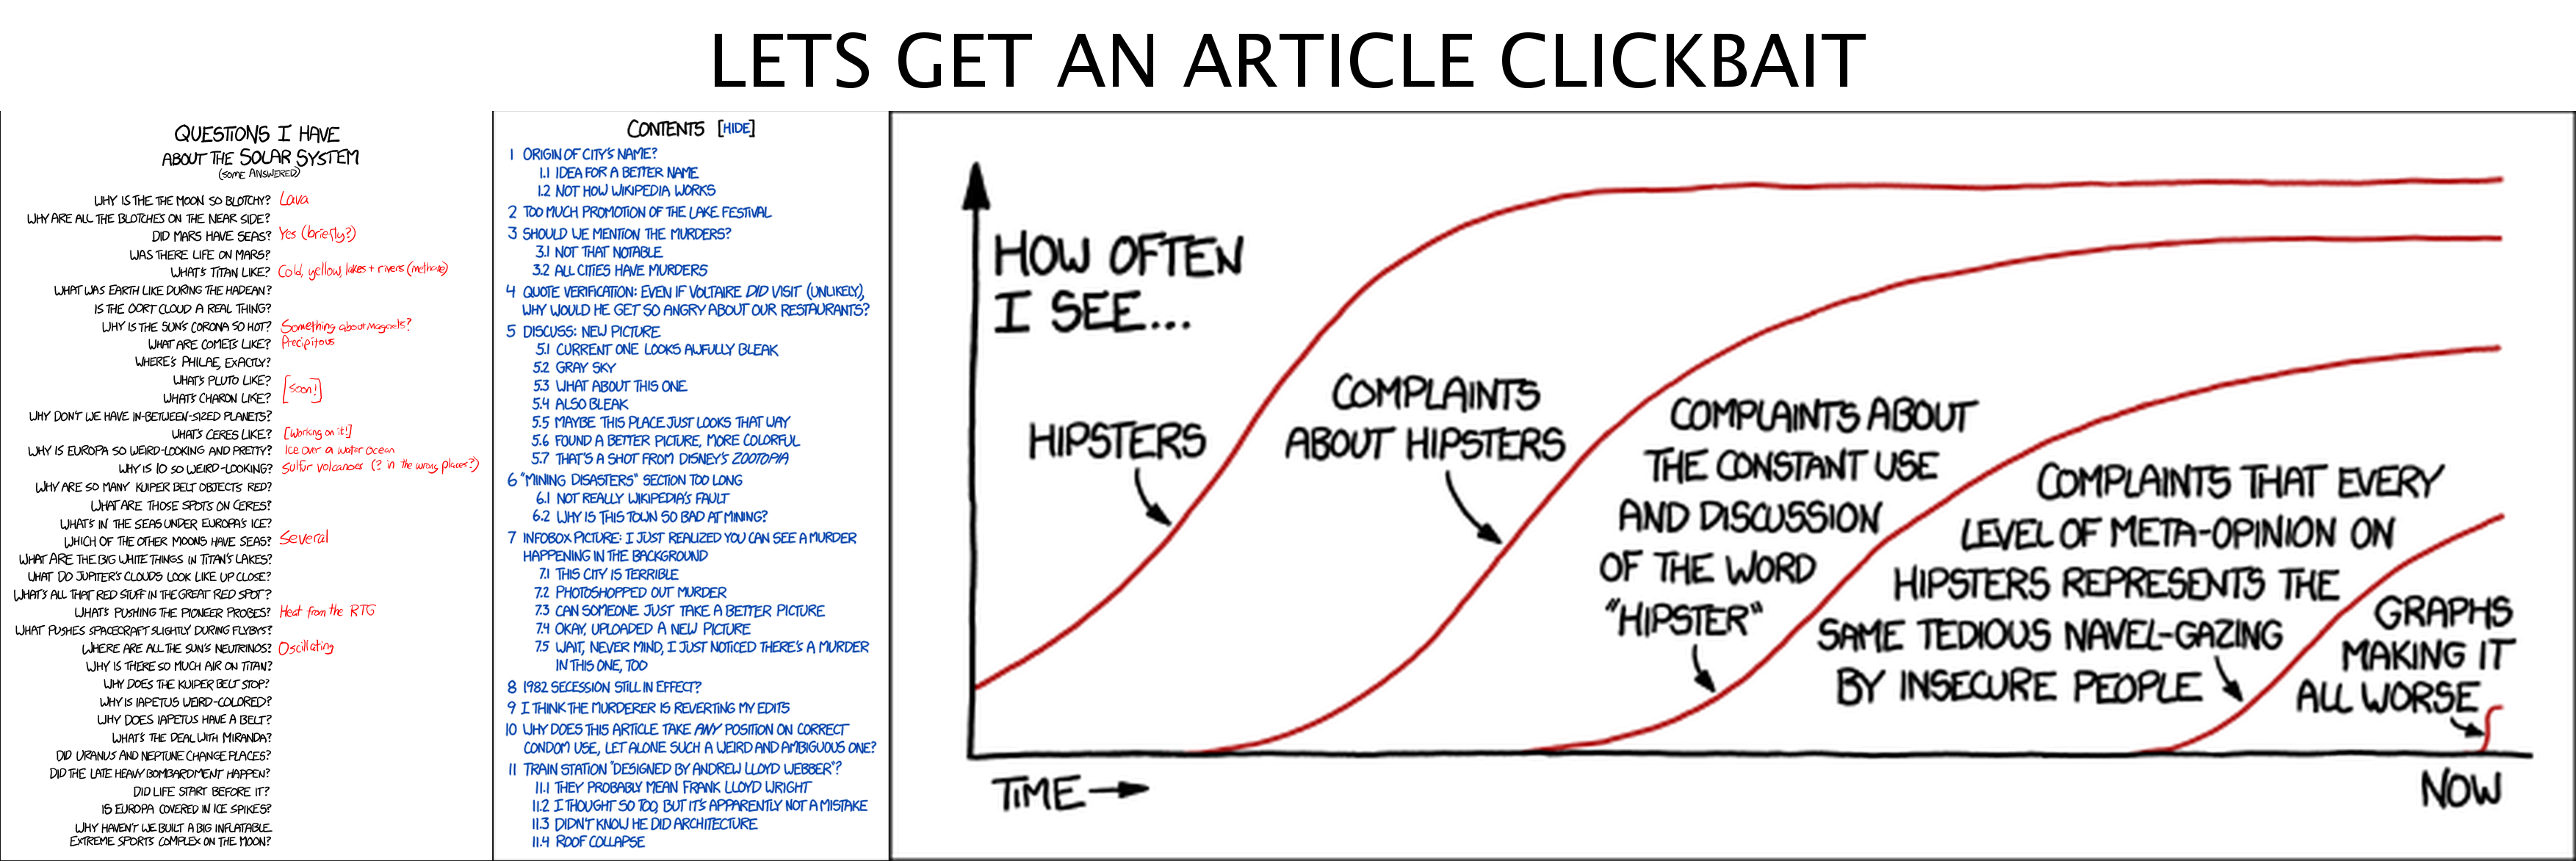 LETS GET AN ARTICLE CLICKBAIT
QUESTIONS I HAVE
ABOUT THE SOLAR SYSTEM
(SOME ANSWERED)
WHY IS THE THE MOON SO BLOTCHY? Lava
WHY ARE ALL THE BLOTCHES ON THE NEAR SIDE?
DID MARS HAVE SEAS? Yes (briefly?)
WAS THERE LIFE ON MARS?
WHAT'S TITAN LIKE? Cold, yellow, lakes + rivers (methane)
WHAT WAS EARTH LIKE DURING THE HADEAN?
IS THE OORT CLOUD A REAL THING?
WHY IS THE SUN'S CORONA SO HOT? Something about Magnets?
WHAT ARE COMETS LIKE? Precipitous
WHERE'S PHILAE, EXACTLY?
WHAT'S PLUTO LIKE? [soon!]
WHAT'S CHARON LIKE?
WHY DON'T WE HAVE IN-BETWEEN-SIZED PLANETS?
WHAT'S CERES LIKE? [Working on it!]
WHY IS EUROPA SO WEIRD-LOOKING AND PRETTY? Ice over a water ocean
WHY IS IO SO WEIRD-LOOKING? Sulfur volcanoes (? in the wrong places?)
WHY ARE SO MANY KUIPER BELT OBJECTS RED?
WHAT ARE THOSE SPOTS ON CERES?
WHAT'S IN THE SEAS UNDER EUROPA'S ICE?
WHICH OF THE OTHER MOONS HAVE SEAS? Several
WHAT ARE THE BIG WHITE THINGS IN TITAN'S LAKES?
WHAT DO JUPITER'S CLOUDS LOOK LIKE UP CLOSE?
WHAT'S ALL THAT RED STUFF IN THE GREAT RED SPOT?
WHAT'S PUSHING THE PIONEER PROBES? Heat from the RTG
WHAT PUSHES SPACECRAFT SLIGHTLY DURING FLYBYS?
WHERE ARE ALL THE SUN'S NEUTRINOS? Oscillating
WHY IS THERE SO MUCH AIR ON TITAN?
WHY DOES THE KUIPER BELT STOP?
WHY IS IAPETUS WEIRD-COLORED?
WHY DOES IAPETUS HAVE A BELT?
WHAT'S THE DEAL WITH MIRANDA?
DID URANUS AND NEPTUNE CHANGE PLACES?
DID THE LATE HEAVY BOMBARDMENT HAPPEN?
DID LIFE START BEFORE IT?
IS EUROPA COVERED IN ICE SPIKES?
WHY HAVEN'T WE BUILT A BIG INFLATABLE
EXTREME SPORTS COMPLEX ON THE MOON?
CONTENTS [HIDE]
1 ORIGIN OF CITY'S NAME?
1.1 IDEA FOR A BETTER NAME
1.2 NOT HOW WIKIPEDIA WORKS
2 TOO MUCH PROMOTION OF THE LAKE FESTIVAL
3 SHOULD WE MENTION THE MURDERS?
3.1 NOT THAT NOTABLE
3.2 ALL CITIES HAVE MURDERS
4 QUOTE VERIFICATION: EVEN IF VOLTAIRE DID VISIT (UNLIKELY),
WHY WOULD HE GET SO ANGRY ABOUT OUR RESTAURANTS?
5 DISCUSS: NEW PICTURE
5.1 CURRENT ONE LOOKS AWFULLY BLEAK
5.2 GRAY SKY
5.3 WHAT ABOUT THIS ONE
5.4 ALSO BLEAK
5.5 MAYBE THIS PLACE JUST LOOKS THAT WAY
5.6 FOUND A BETTER PICTURE, MORE COLORFUL
5.7 THAT'S A SHOT FROM DISNEY'S ZOOTOPIA
6 "MINING DISASTERS" SECTION TOO LONG
6.1 NOT REALLY WIKIPEDIA'S FAULT
6.2 WHY IS THIS TOWN SO BAD AT MINING?
7 INFOBOX PICTURE: I JUST REALIZED YOU CAN SEE A MURDER
HAPPENING IN THE BACKGROUND
7.1 THIS CITY IS TERRIBLE
7.2 PHOTOSHOPPED OUT MURDER
7.3 CAN SOMEONE JUST TAKE A BETTER PICTURE
7.4 OKAY, UPLOADED A NEW PICTURE
7.5 WAIT, NEVER MIND, I JUST NOTICED THERE'S A MURDER
IN THIS ONE, TOO
8 1982 SECESSION STILL IN EFFECT?
9 I THINK THE MURDERER IS REVERTING MY EDITS
10 WHY DOES THIS ARTICLE TAKE ANY POSITION ON CORRECT
CONDOM USE, LET ALONE SUCH A WEIRD AND AMBIGUOUS ONE?
11 TRAIN STATION "DESIGNED BY ANDREW LLOYD WEBBER"?
11.1 THEY PROBABLY MEAN FRANK LLOYD WRIGHT
11.2 I THOUGHT SO TOO, BUT IT'S APPARENTLY NOT A MISTAKE
11.3 DIDN'T KNOW HE DID ARCHITECTURE
11.4 ROOF COLLAPSE
HOW OFTEN
I SEE...
HIPSTERS
COMPLAINTS
ABOUT HIPSTERS
COMPLAINTS ABOUT
THE CONSTANT USE
AND DISCUSSION
OF THE WORD
"HIPSTER"
COMPLAINTS THAT EVERY
LEVEL OF META-OPINION ON
HIPSTERS REPRESENTS THE
SAME TEDIOUS NAVEL-GAZING
BY INSECURE PEOPLE
GRAPHS
MAKING IT
ALL WORSE
TIME
NOW